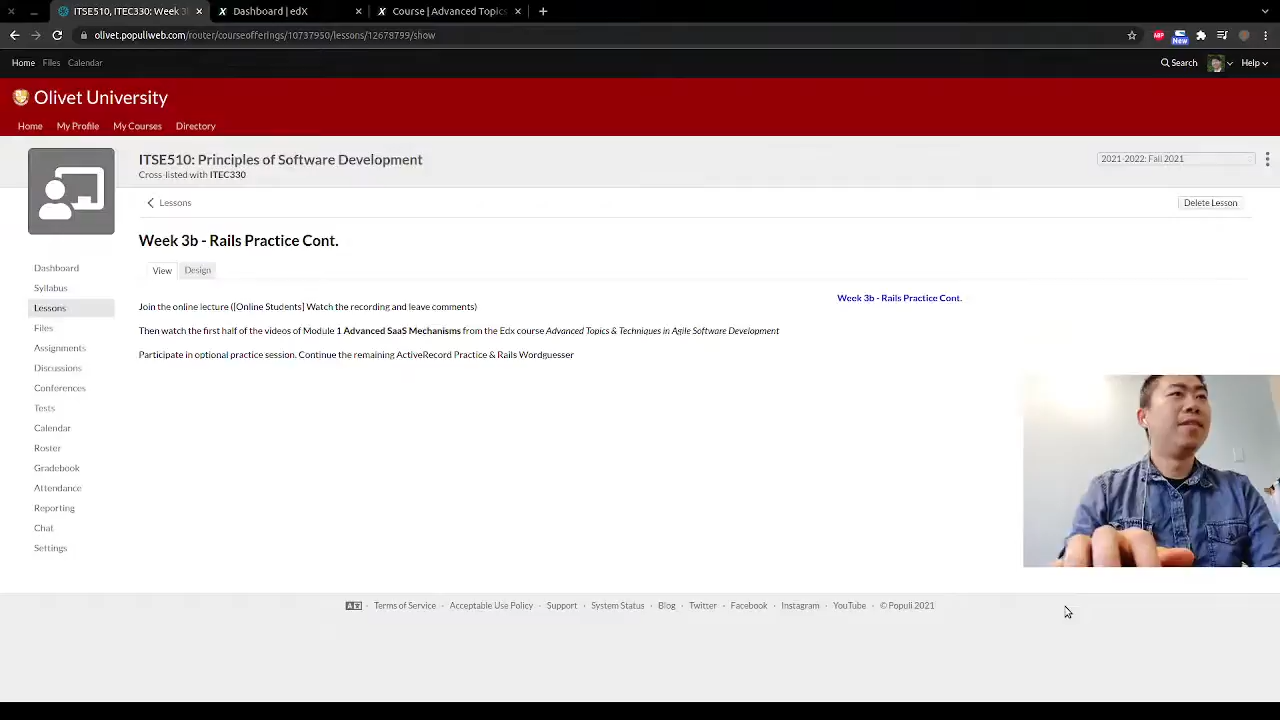 ITSE510, ITEC330: Week 3
Dashboard | edX
Course | Advanced Topics
olivet.populiweb.com/router/courseofferings/10737950/lessons/12678799/show
ABP
New
Home Files Calendar
Search
Help
Olivet University
Home My Profile My Courses Directory
ITSE510: Principles of Software Development
Cross-listed with ITEC330
2021-2022: Fall 2021
Lessons
Delete Lesson
Week 3b - Rails Practice Cont.
View Design
Join the online lecture ([Online Students] Watch the recording and leave comments)
Then watch the first half of the videos of Module 1 Advanced SaaS Mechanisms from the Edx course Advanced Topics & Techniques in Agile Software Development
Participate in optional practice session. Continue the remaining ActiveRecord Practice & Rails Wordguesser
Week 3b - Rails Practice Cont.
Dashboard
Syllabus
Lessons
Files
Assignments
Discussions
Conferences
Tests
Calendar
Roster
Gradebook
Attendance
Reporting
Chat
Settings
Terms of Service · Acceptable Use Policy · Support · System Status · Blog · Twitter · Facebook · Instagram · YouTube · © Populi 2021